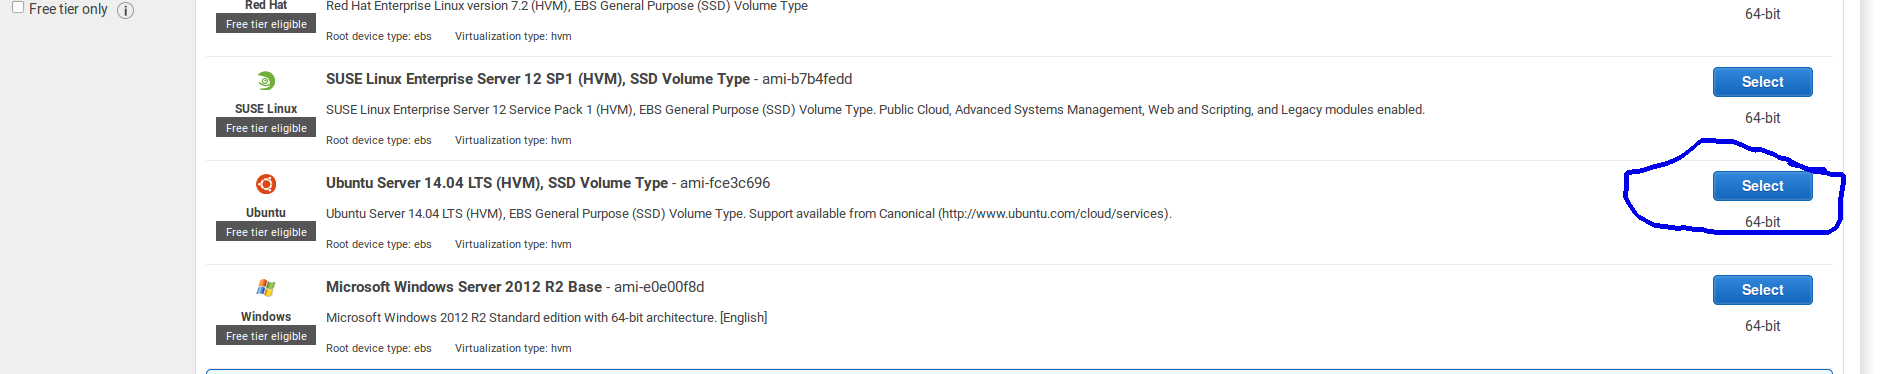 Free tier only i
Red Hat
Free tier eligible
Red Hat Enterprise Linux version 7.2 (HVM), EBS General Purpose (SSD) Volume Type
Root device type: ebs Virtualization type: hvm
64-bit
SUSE Linux
Free tier eligible
SUSE Linux Enterprise Server 12 SP1 (HVM), SSD Volume Type - ami-b7b4fedd
SUSE Linux Enterprise Server 12 Service Pack 1 (HVM), EBS General Purpose (SSD) Volume Type. Public Cloud, Advanced Systems Management, Web and Scripting, and Legacy modules enabled.
Root device type: ebs Virtualization type: hvm
Select
64-bit
Ubuntu
Free tier eligible
Ubuntu Server 14.04 LTS (HVM), SSD Volume Type - ami-fce3c696
Ubuntu Server 14.04 LTS (HVM), EBS General Purpose (SSD) Volume Type. Support available from Canonical (http://www.ubuntu.com/cloud/services).
Root device type: ebs Virtualization type: hvm
Select
64-bit
Windows
Free tier eligible
Microsoft Windows Server 2012 R2 Base - ami-e0e00f8d
Microsoft Windows 2012 R2 Standard edition with 64-bit architecture. [English]
Root device type: ebs Virtualization type: hvm
Select
64-bit